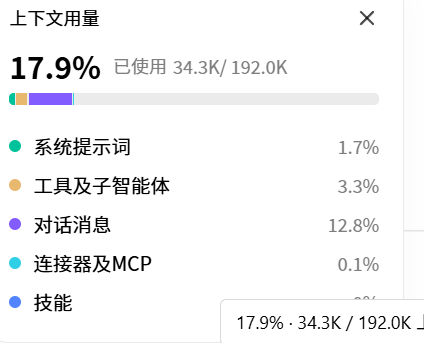 上下文用量
17.9% 已使用 34.3K/ 192.0K
系统提示词 1.7%
工具及子智能体 3.3%
对话消息 12.8%
连接器及MCP 0.1%
技能
17.9% · 34.3K / 192.0K 上